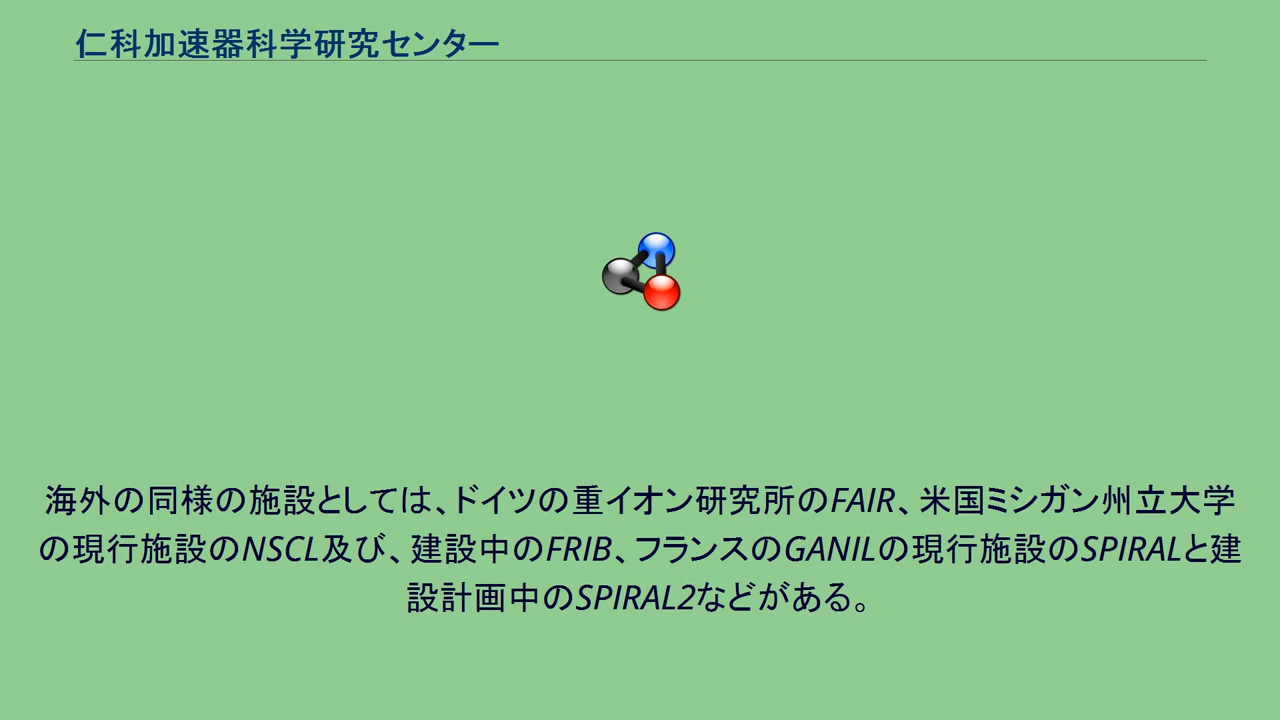 仁科加速器科学研究センター
海外の同様の施設としては、ドイツの重イオン研究所のFAIR、米国ミシガン州立大学
の現行施設のNSCL及び、建設中のFRIB、フランスのGANILの現行施設のSPIRALと建
設計画中のSPIRAL2などがある。